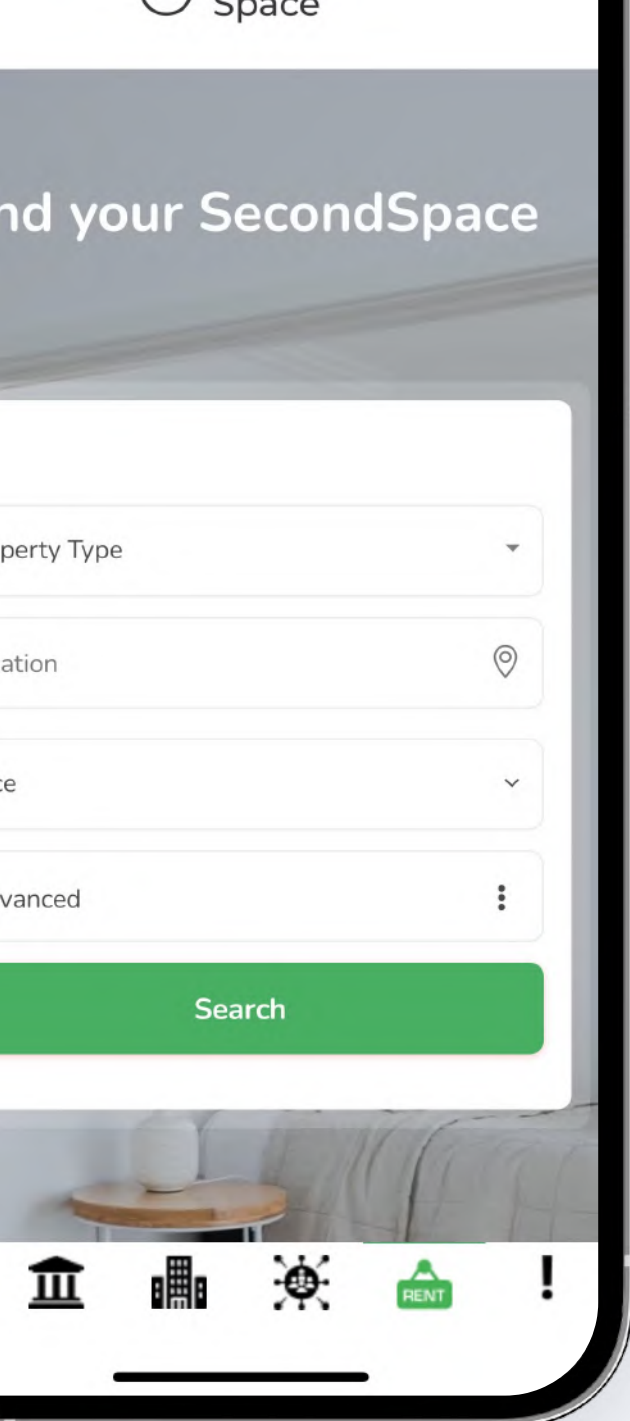 Space
nd your SecondSpace
perty Type
ation
ce
vanced
Search
RENT